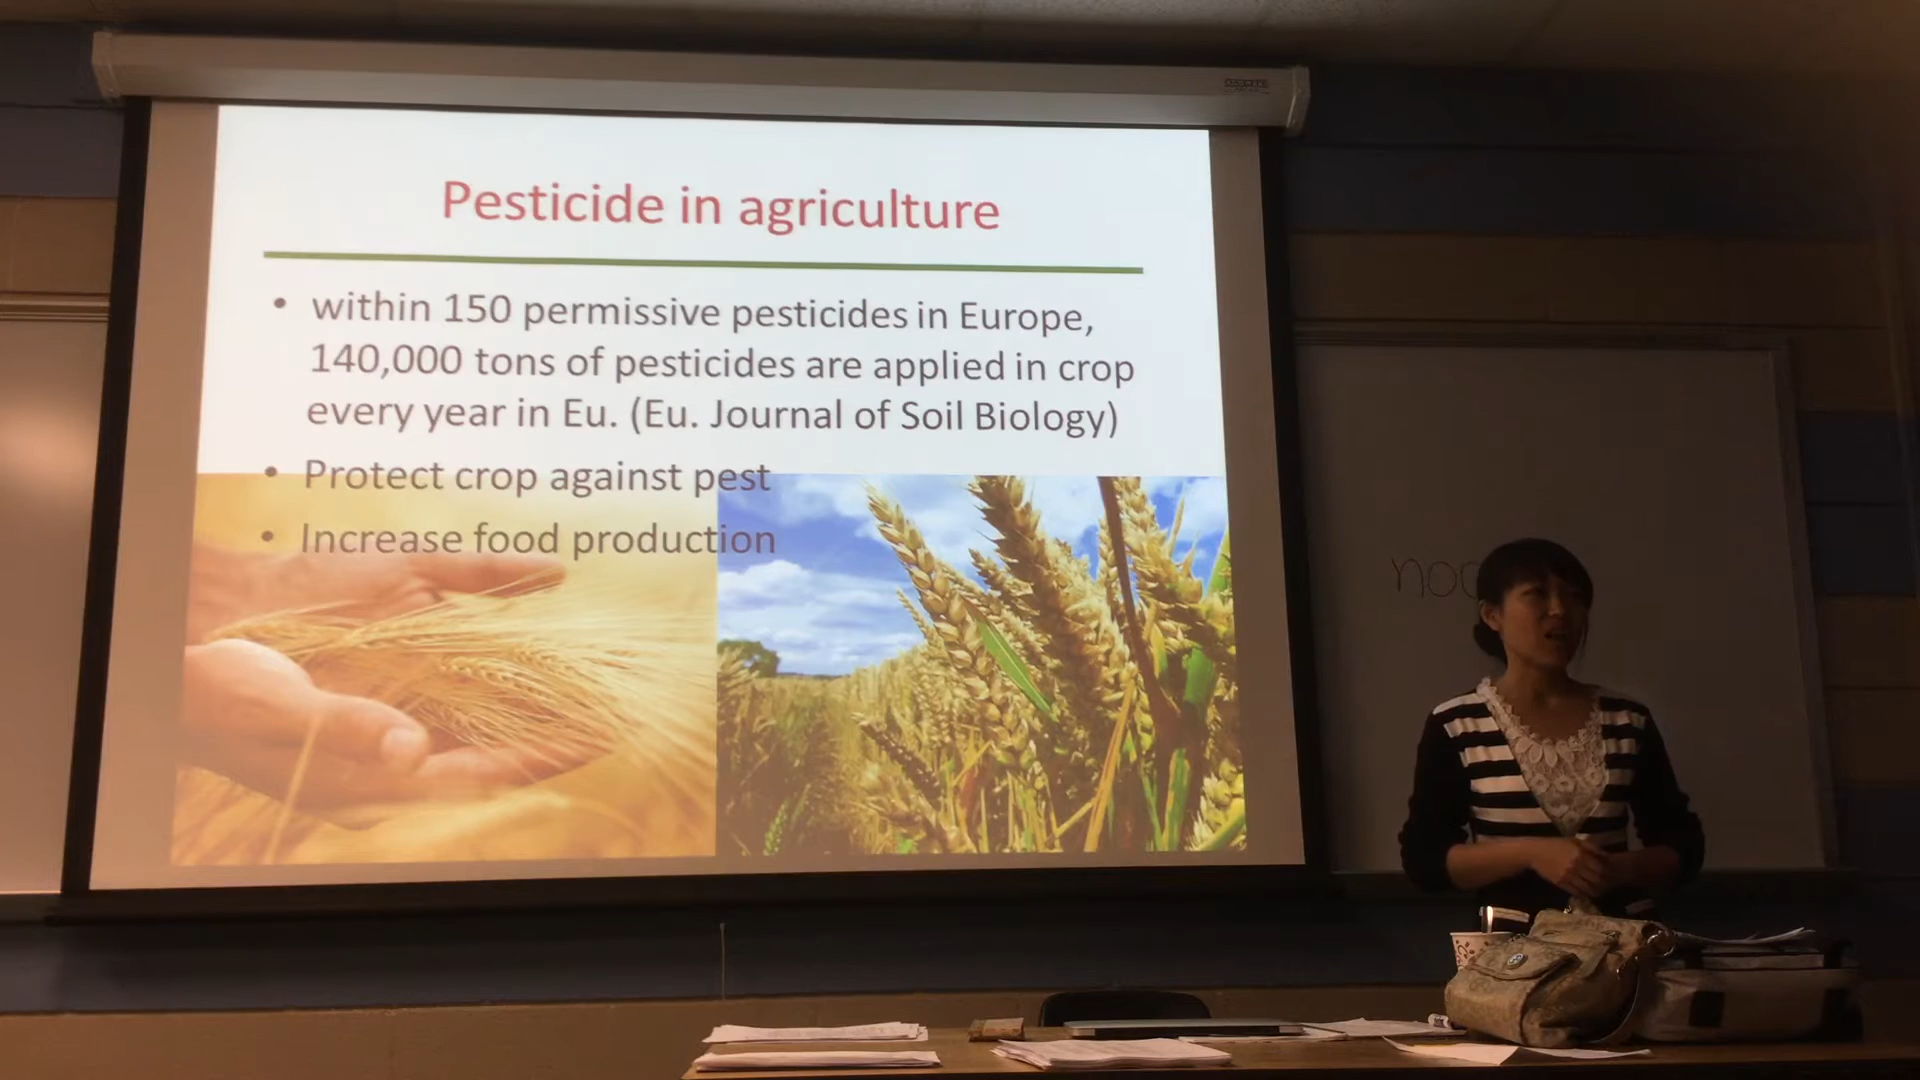 Pesticide in agriculture
• within 150 permissive pesticides in Europe,
140,000 tons of pesticides are applied in crop
every year in Eu. (Eu. Journal of Soil Biology)
• Protect crop against pest
• Increase food production